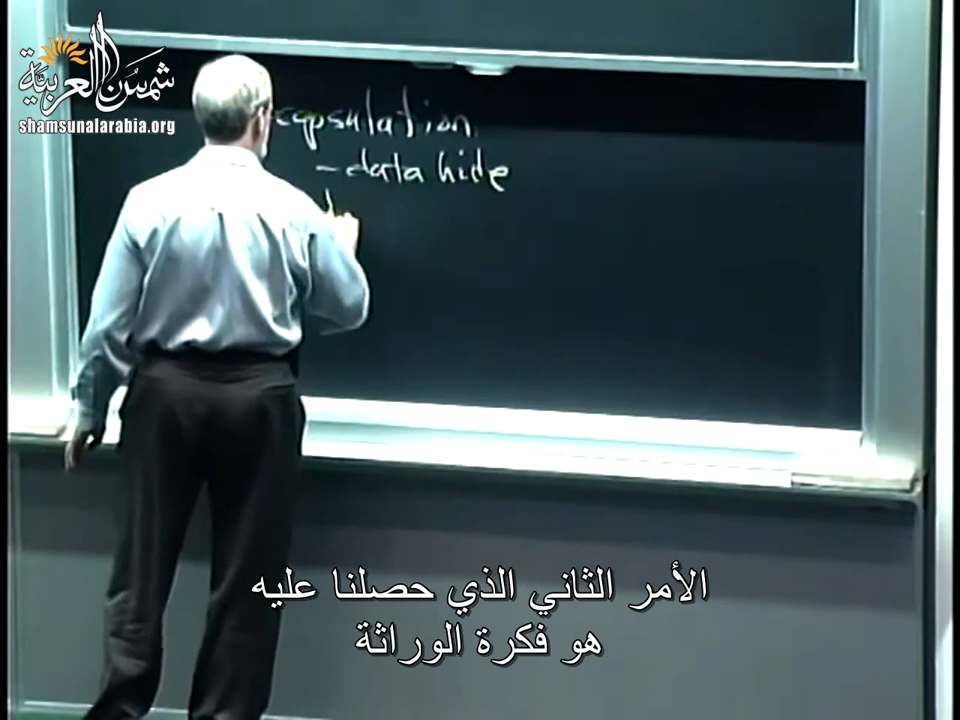 شمس العربية
shamsunalarabia.org
capsulation
- data hide
الأمر الثاني الذي حصلنا عليه
هو فكرة الوراثة